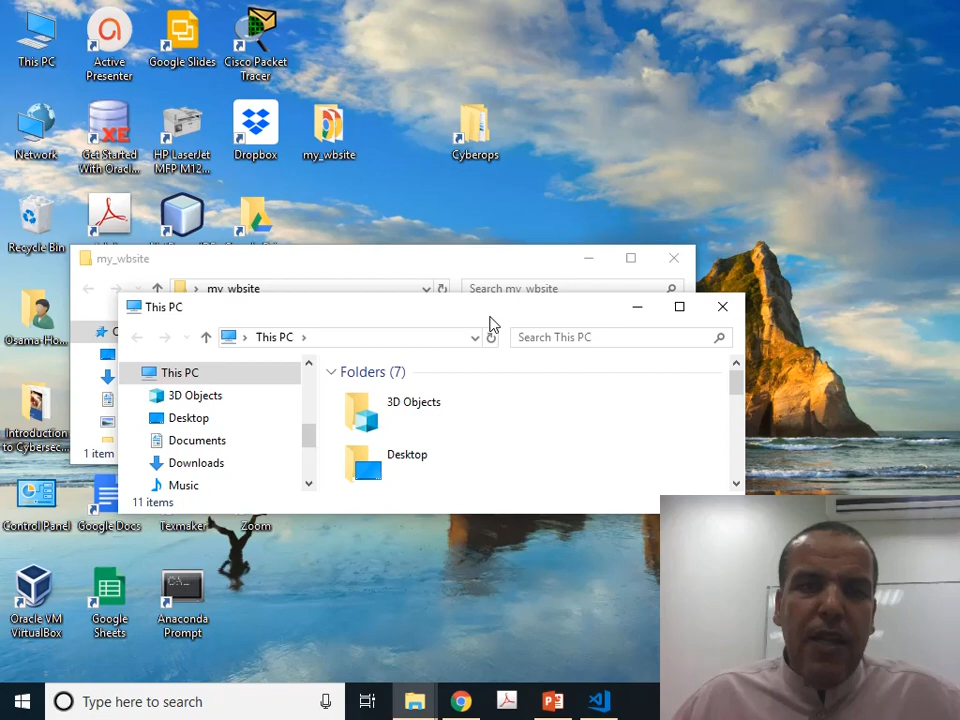 This PC
Active
Presenter
Google Slides
Cisco Packet
Tracer
Network
Get Started
With Oracl...
HP LaserJet
MFP M12...
Dropbox
my_wbsite
Cyberops
XE
Recycle Bin
my_wbsite
my_wbsite
Search my_wbsite
This PC
This PC
Search This PC
This PC
Folders (7)
3D Objects
3D Objects
Desktop
Desktop
Documents
Downloads
Music
1 item
11 items
Osama-Ho...
Introduction
to Cybersec...
Control Panel
Google Docs
Texmaker
Zoom
Oracle VM
VirtualBox
Google
Sheets
Anaconda
Prompt
Type here to search